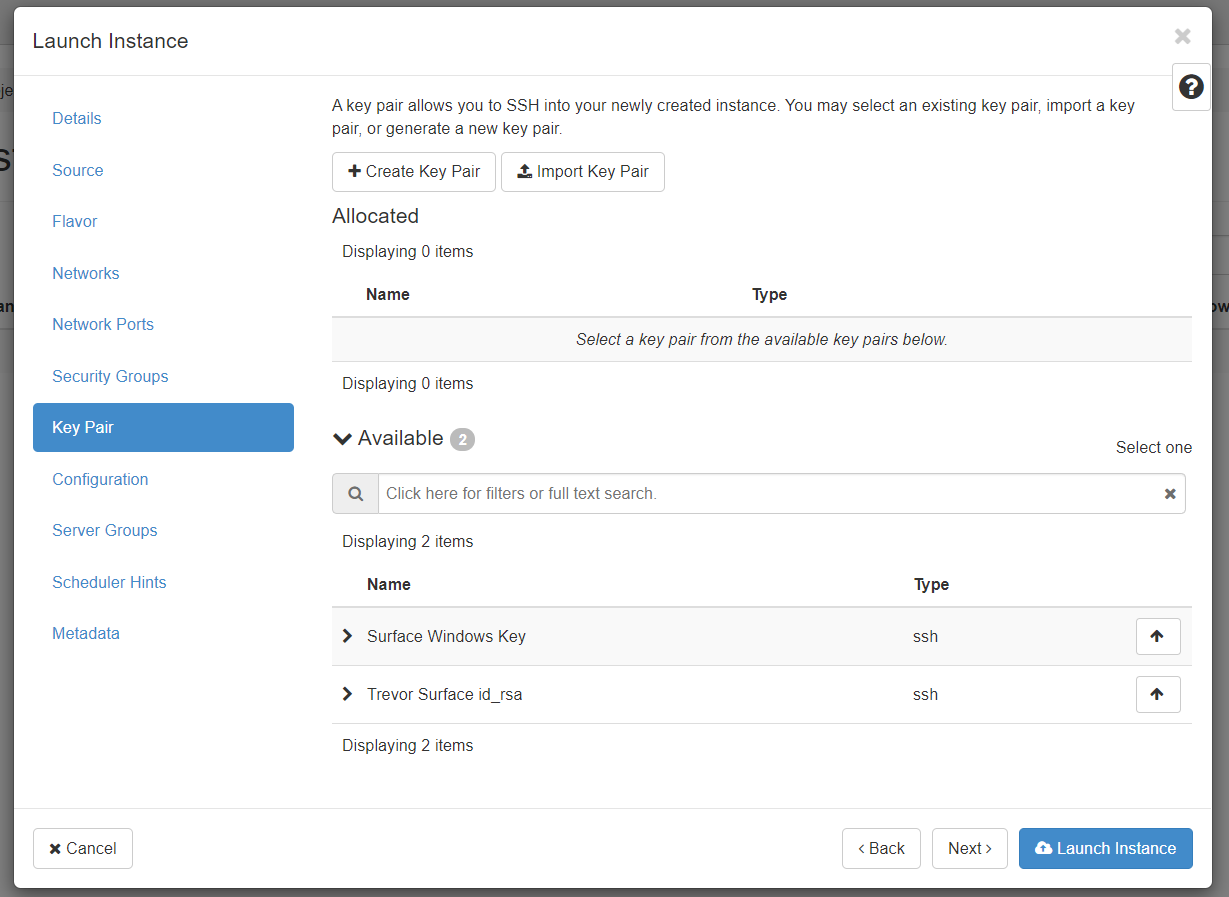 Launch Instance
Details
Source
Flavor
Networks
Network Ports
Security Groups
Key Pair
Configuration
Server Groups
Scheduler Hints
Metadata
A key pair allows you to SSH into your newly created instance. You may select an existing key pair, import a key
pair, or generate a new key pair.
Create Key Pair
Import Key Pair
Allocated
Displaying 0 items
Name Type
Select a key pair from the available key pairs below.
Displaying 0 items
Available 2
Select one
Click here for filters or full text search.
Displaying 2 items
Name Type
Surface Windows Key ssh
Trevor Surface id_rsa ssh
Displaying 2 items
Cancel
‹ Back
Next ›
Launch Instance